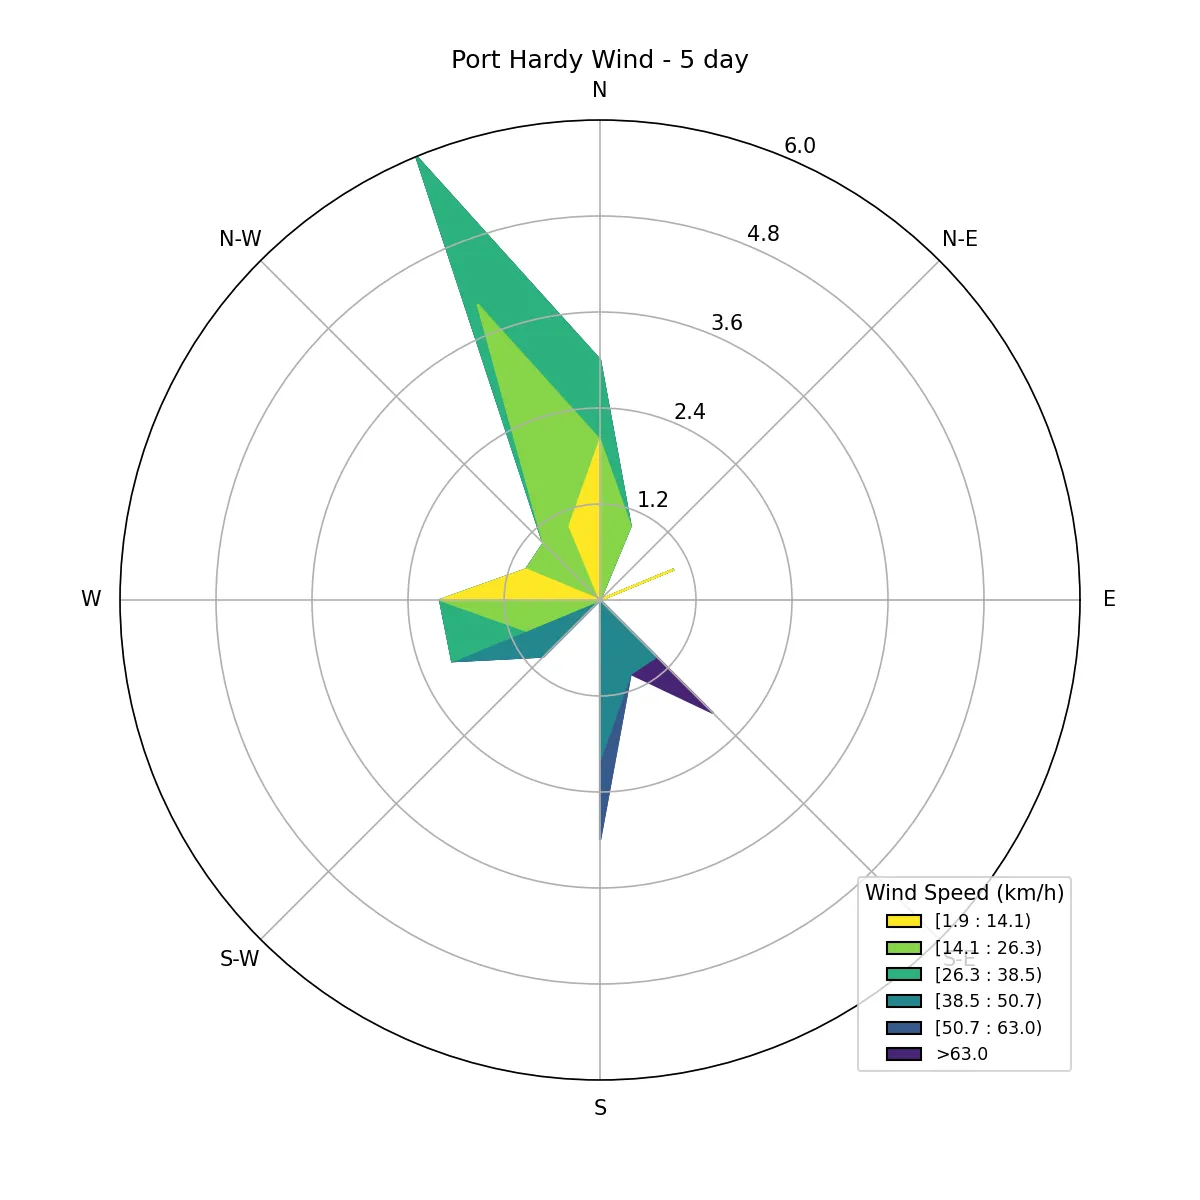 Port Hardy Wind - 5 day
N
6.0
N-W
4.8
N-E
3.6
2.4
1.2
W
E
Wind Speed (km/h)
[1.9 : 14.1)
[14.1 : 26.3)
S-W
S-E
[26.3 : 38.5)
[38.5 : 50.7)
[50.7 : 63.0)
>63.0
S